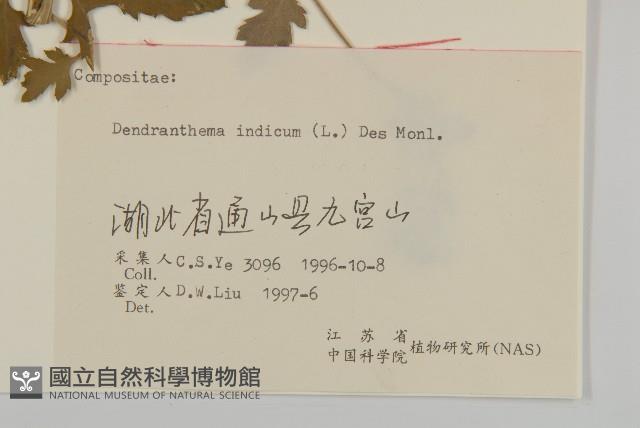 Compositae:
Dendranthema indicum (L.) Des Monl.
湖北省通山县九宫山
采集人 C.S.Ye 3096 1996-10-8
Coll.
鉴定人 D.W.Liu 1997-6
Det.
江苏省
中国科学院 植物研究所(NAS)
國立自然科學博物館
NATIONAL MUSEUM OF NATURAL SCIENCE